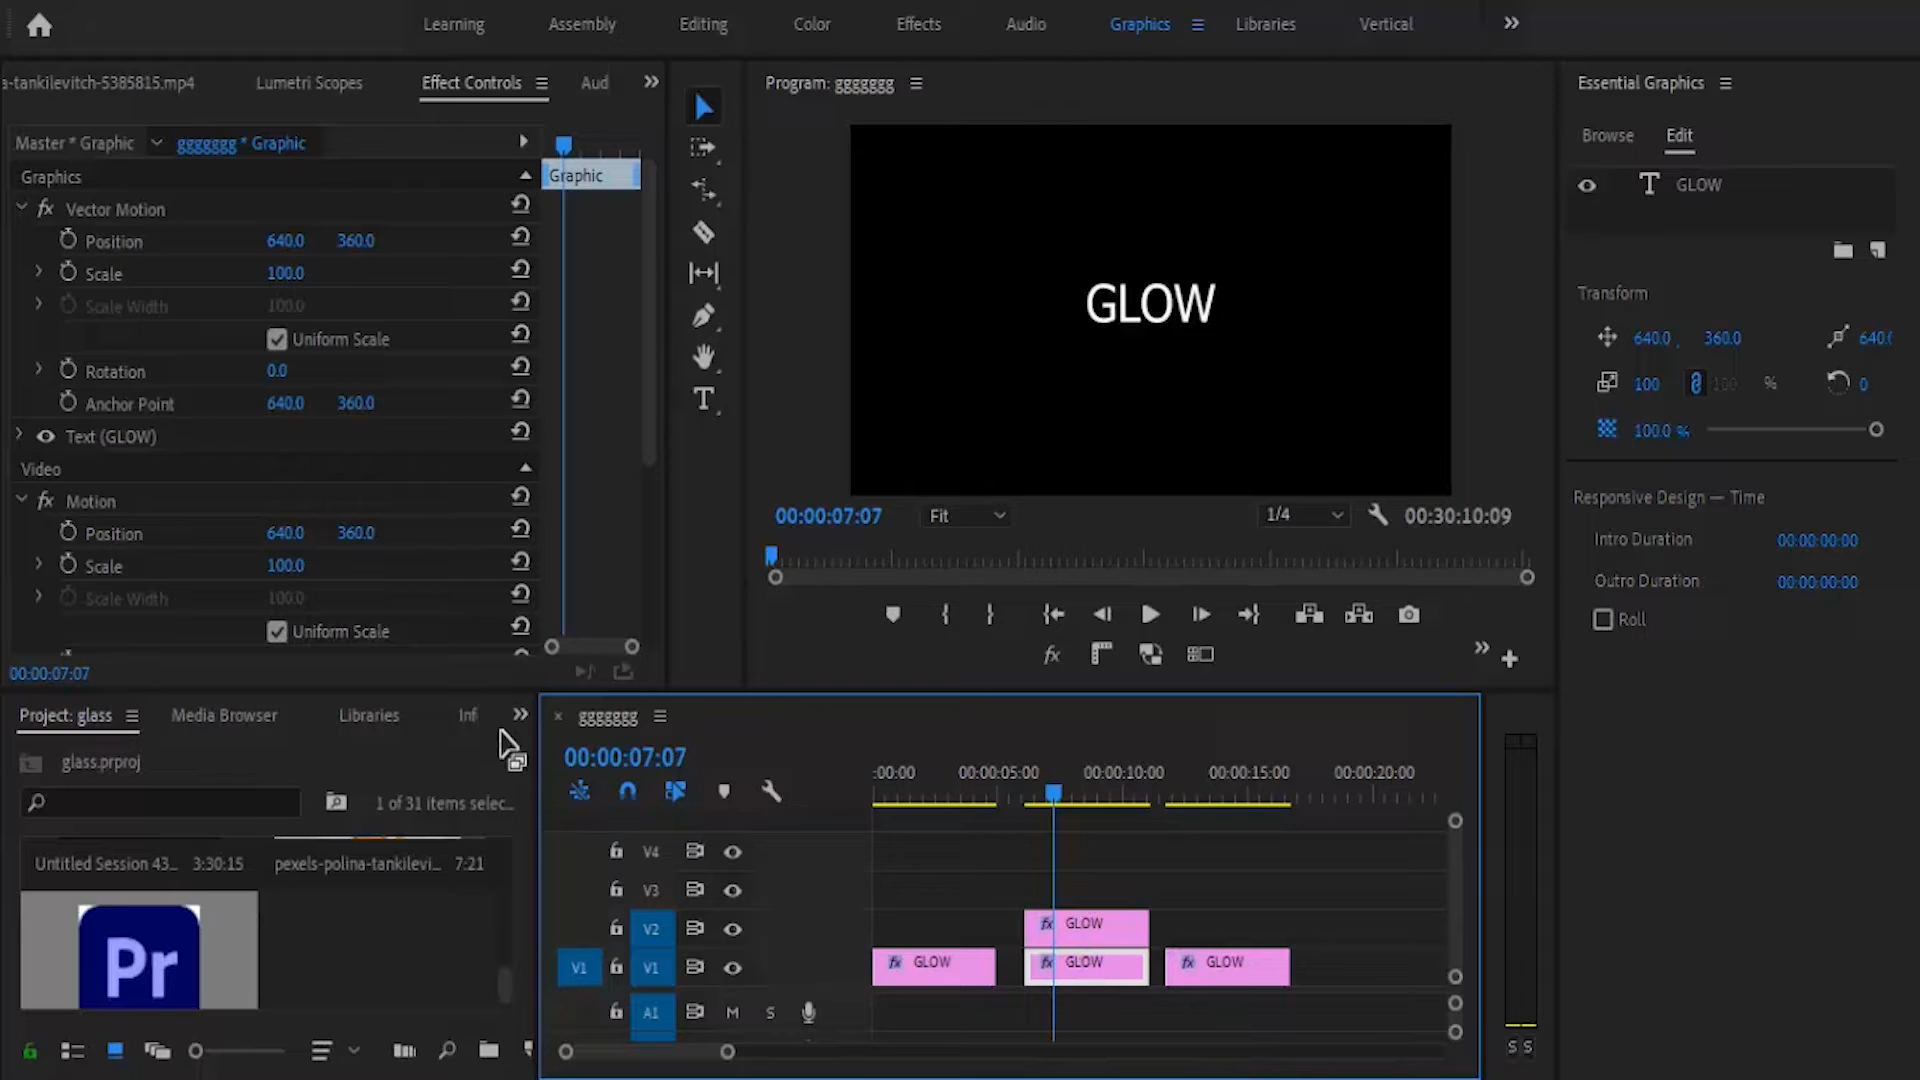 Learning Assembly Editing Color Effects Audio Graphics Libraries Vertical
a-tankilevitch-5385815.mp4 Lumetri Scopes Effect Controls Aud
Program: ggggggg
Essential Graphics
Browse Edit
Master * Graphic ggggggg * Graphic
Graphics
Graphic
GLOW
Vector Motion
Position 640.0 360.0
Scale 100.0
Scale Width 100.0
Uniform Scale
Rotation 0.0
Anchor Point 640.0 360.0
Text (GLOW)
Video
Motion
Position 640.0 360.0
Scale 100.0
Scale Width 100.0
Uniform Scale
00:00:07:07
GLOW
00:00:07:07 Fit 1/4 00:30:10:09
Transform
640.0 , 360.0
100 100 % 0
100.0 %
Responsive Design — Time
Intro Duration 00:00:00:00
Outro Duration 00:00:00:00
Roll
Project: glass Media Browser Libraries Inf
glass.prproj
1 of 31 items selec...
Untitled Session 43... 3:30:15 pexels-polina-tankilevi... 7:21
Pr
ggggggg
00:00:07:07
:00:00 00:00:05:00 00:00:10:00 00:00:15:00 00:00:20:00
V4
V3
V2 fx GLOW
V1 V1 fx GLOW fx GLOW fx GLOW
A1 M S
S S